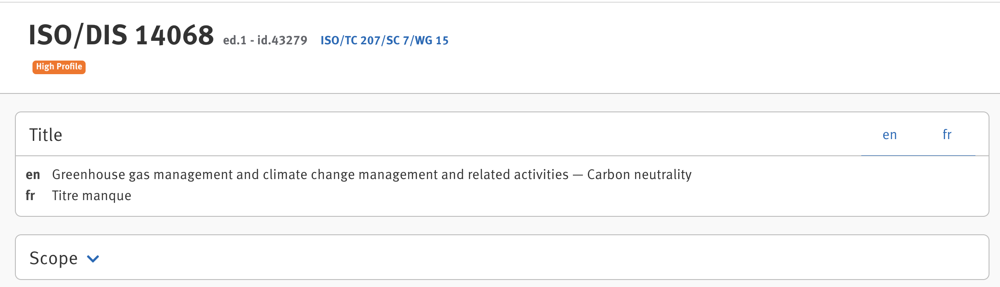 ISO/DIS 14068 ed.1 - id.43279 ISO/TC 207/SC 7/WG 15
High Profile
Title en fr
en Greenhouse gas management and climate change management and related activities — Carbon neutrality
fr Titre manque
Scope